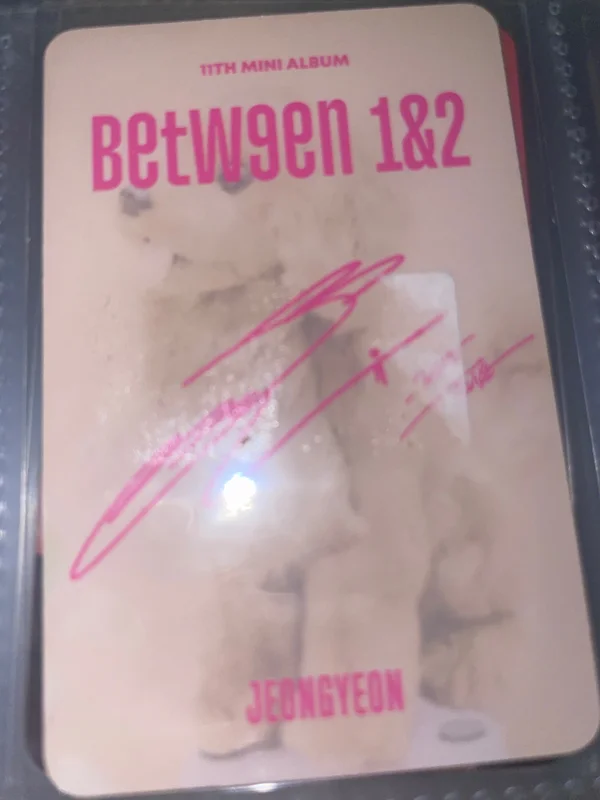 11TH MINI ALBUM
BetW9en 1&2
JEONGYEON